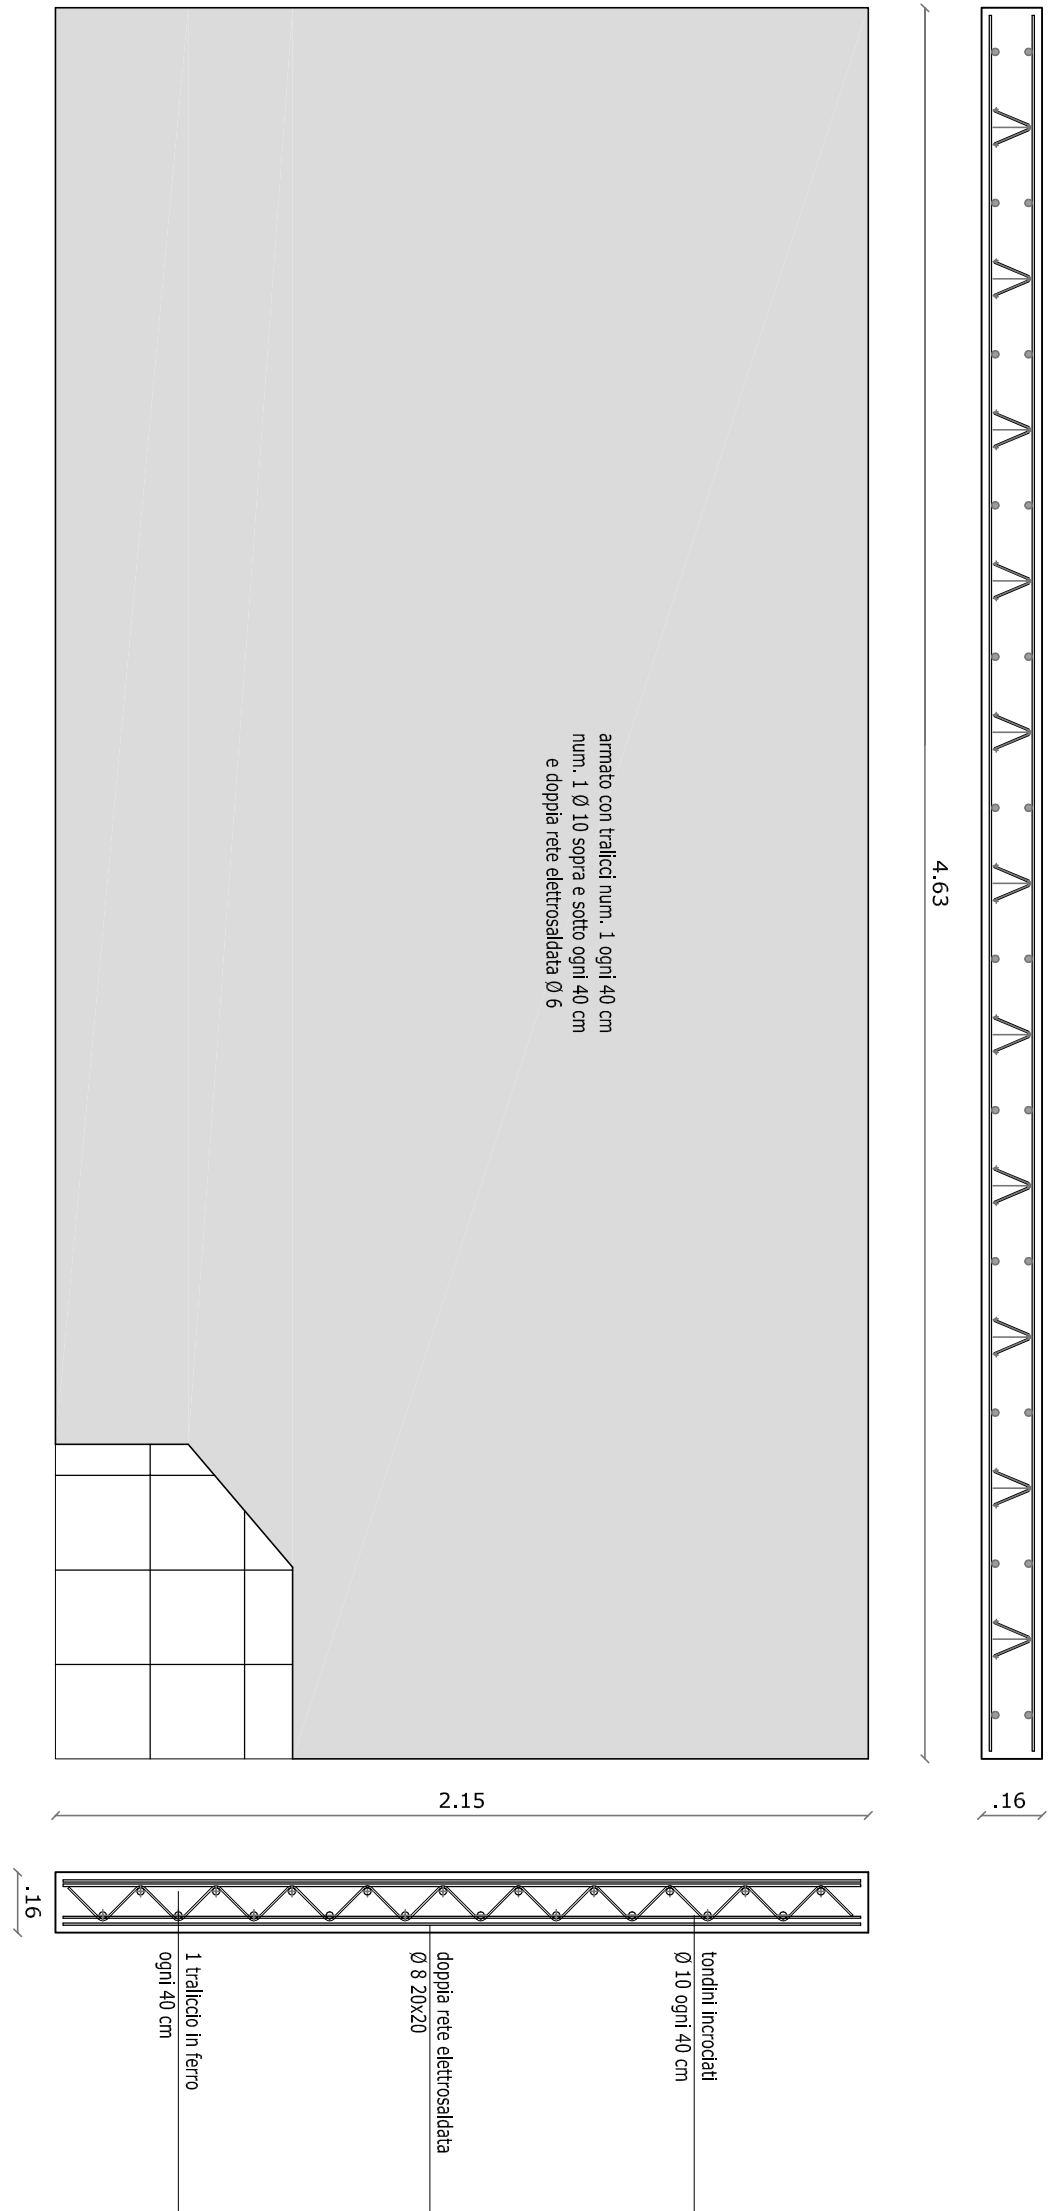 armato con tralicci num. 1 ogni 40 cm
num. 1 Ø 10 sopra e sotto ogni 40 cm
e doppia rete elettrosaldata Ø 6
4.63
.16
2.15
.16
tondini incrociati
Ø 10 ogni 40 cm
doppia rete elettrosaldata
Ø 8 20x20
1 traliccio in ferro
ogni 40 cm